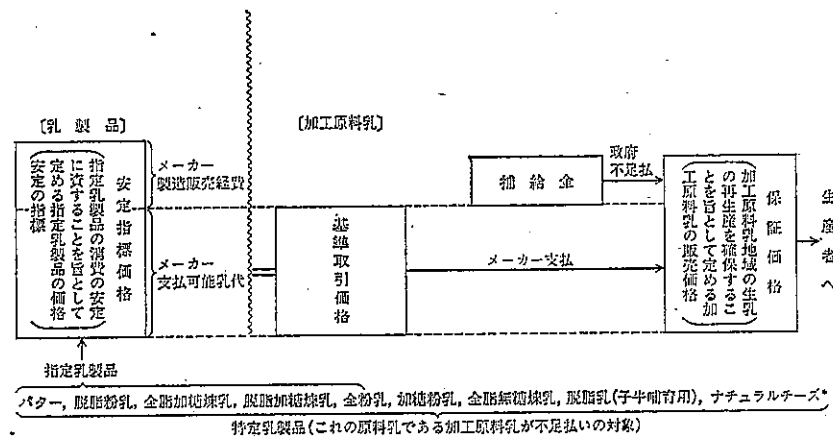 〔乳製品〕
〔加工原料乳〕
安定指標価格
指定乳製品の消費の安定
に資することを旨として
定める指定乳製品の価格
安定の指標
メーカー
製造販売経費
メーカー
支払可能乳代
基準取引価格
補給金
政府
不足払
メーカー支払
保証価格
加工原料乳地域の生乳
の再生産を確保するこ
とを旨として定める加
工原料乳の販売価格
生産者へ
指定乳製品
バター, 脱脂粉乳, 全脂加糖煉乳, 脱脂加糖煉乳, 全粉乳, 加糖粉乳, 全脂無糖煉乳, 脱脂乳(子牛哺育用), ナチュラルチーズ*
特定乳製品(これの原料乳である加工原料乳が不足払いの対象)